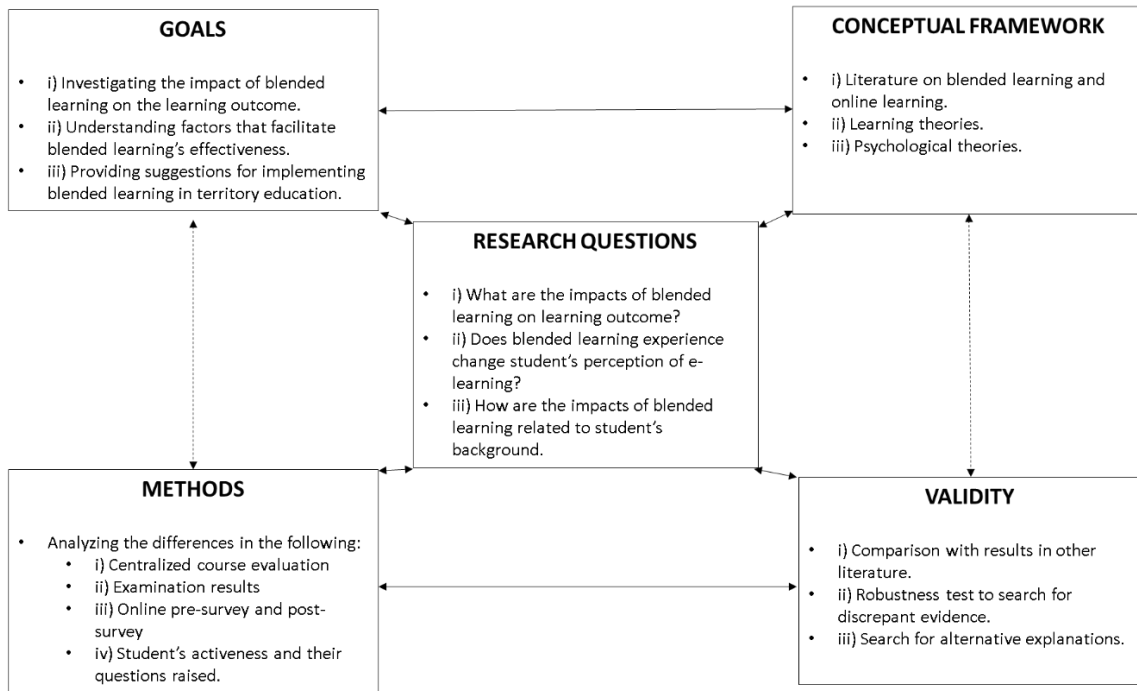 GOALS
• i) Investigating the impact of blended
learning on the learning outcome.
• ii) Understanding factors that facilitate
blended learning's effectiveness.
• iii) Providing suggestions for implementing
blended learning in territory education.
CONCEPTUAL FRAMEWORK
• i) Literature on blended learning and
online learning.
• ii) Learning theories.
• iii) Psychological theories.
RESEARCH QUESTIONS
• i) What are the impacts of blended
learning on learning outcome?
• ii) Does blended learning experience
change student's perception of e-
learning?
• iii) How are the impacts of blended
learning related to student's
background.
METHODS
• Analyzing the differences in the following:
• i) Centralized course evaluation
• ii) Examination results
• iii) Online pre-survey and post-
survey
• iv) Student's activeness and their
questions raised.
VALIDITY
• i) Comparison with results in other
literature.
• ii) Robustness test to search for
discrepant evidence.
• iii) Search for alternative explanations.